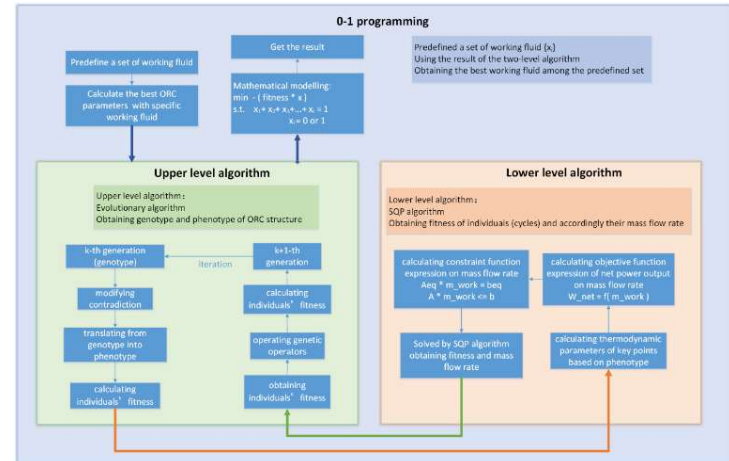 0-1 programming
Predefine a set of working fluid
Calculate the best ORC
parameters with specific
working fluid
Get the result
Mathematical modelling:
min - ( fitness * x )
s.t. x₁+ x₂+ x₃+...+ xᵢ = 1
xᵢ= 0 or 1
Predefined a set of working fluid {xᵢ}
Using the result of the two-level algorithm
Obtaining the best working fluid among the predefined set
Upper level algorithm
Upper level algorithm:
Evolutionary algorithm
Obtaining genotype and phenotype of ORC structure
k-th generation
(genotype)
modifying
contradiction
translating from
genotype into
phenotype
calculating
individuals' fitness
iteration
k+1-th
generation
calculating
individuals' fitness
operating genetic
operators
obtaining
individuals' fitness
Lower level algorithm
Lower level algorithm:
SQP algorithm
Obtaining fitness of individuals (cycles) and accordingly their mass flow rate
calculating constraint function
expression on mass flow rate
Aeq * m_work = beq
A * m_work <= b
Solved by SQP algorithm
obtaining fitness and mass
flow rate
calculating objective function
expression of net power output
on mass flow rate
W_net = f( m_work )
calculating thermodynamic
parameters of key points
based on phenotype